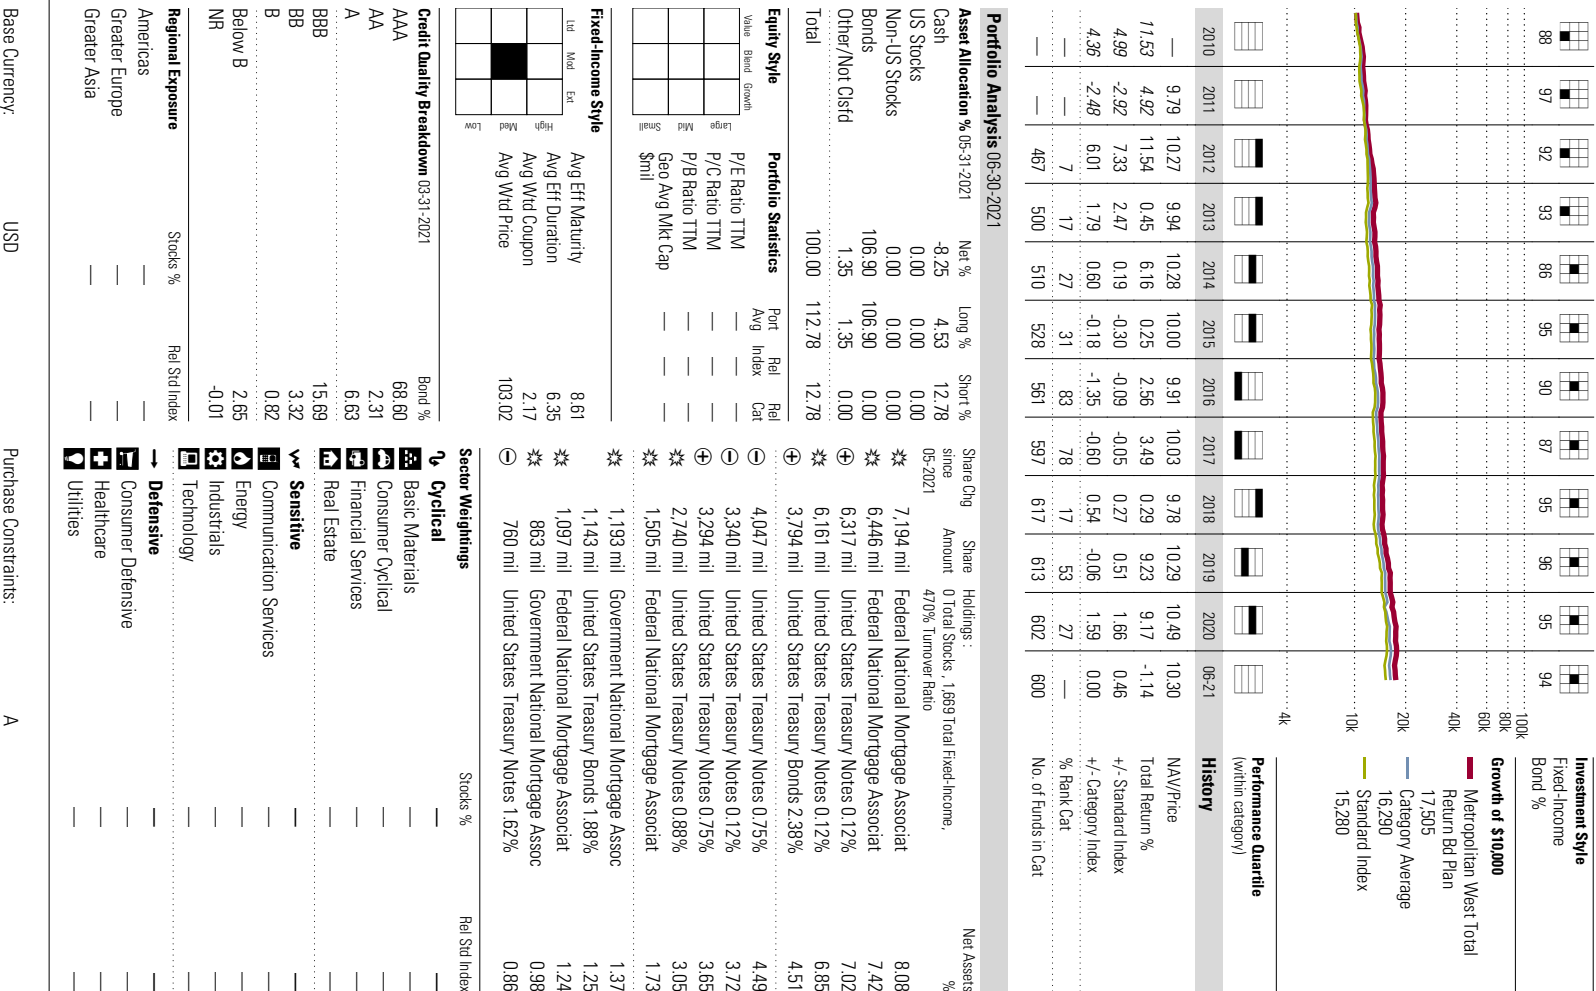 88 97 92 93 86 95 90 87 95 96 95 94
Investment Style
Fixed-Income
Bond %
100k
80k
60k
40k
20k
10k
4k
Growth of $10,000
Metropolitan West Total
Return Bd Plan
17,505
Category Average
16,290
Standard Index
15,280
Performance Quartile
(within category)
2010 2011 2012 2013 2014 2015 2016 2017 2018 2019 2020 06-21 History
— 9.79 10.27 9.94 10.28 10.00 9.91 10.03 9.78 10.29 10.49 10.30 NAV/Price
11.53 4.92 11.54 0.45 6.16 0.25 2.56 3.49 0.29 9.23 9.17 -1.14 Total Return %
4.99 -2.92 7.33 2.47 0.19 -0.30 -0.09 -0.05 0.27 0.51 1.66 0.46 +/- Standard Index
4.36 -2.48 6.01 1.79 0.60 -0.18 -1.35 -0.60 0.54 -0.06 1.59 0.00 +/- Category Index
— — 7 17 27 31 83 78 17 53 27 — % Rank Cat
— — 467 500 510 528 561 597 617 613 602 600 No. of Funds in Cat
Portfolio Analysis 06-30-2021
Asset Allocation % 05-31-2021 Net % Long % Short %
Cash -8.25 4.53 12.78
US Stocks 0.00 0.00 0.00
Non-US Stocks 0.00 0.00 0.00
Bonds 106.90 106.90 0.00
Other/Not Clsfd 1.35 1.35 0.00
Total 100.00 112.78 12.78
Equity Style
Value Blend Growth
Large Mid Small
Portfolio Statistics Port Avg Rel Index Rel Cat
P/E Ratio TTM — — —
P/C Ratio TTM — — —
P/B Ratio TTM — — —
Geo Avg Mkt Cap — — —
$mil
Fixed-Income Style
Ltd Mod Ext
High Med Low
Avg Eff Maturity 8.61
Avg Eff Duration 6.35
Avg Wtd Coupon 2.17
Avg Wtd Price 103.02
Credit Quality Breakdown 03-31-2021 Bond %
AAA 68.60
AA 2.31
A 6.63
BBB 15.69
BB 3.32
B 0.82
Below B 2.65
NR -0.01
Regional Exposure Stocks % Rel Std Index
Americas — —
Greater Europe — —
Greater Asia — —
Share Chg since 05-2021 Share Amount Holdings : Net Assets %
0 Total Stocks , 1,669 Total Fixed-Income,
470% Turnover Ratio
7,194 mil Federal National Mortgage Associat 8.08
6,446 mil Federal National Mortgage Associat 7.42
6,317 mil United States Treasury Notes 0.12% 7.02
6,161 mil United States Treasury Notes 0.12% 6.85
3,794 mil United States Treasury Bonds 2.38% 4.51
4,047 mil United States Treasury Notes 0.75% 4.49
3,340 mil United States Treasury Notes 0.12% 3.72
3,294 mil United States Treasury Notes 0.75% 3.65
2,740 mil United States Treasury Notes 0.88% 3.05
1,505 mil Federal National Mortgage Associat 1.73
1,193 mil Government National Mortgage Assoc 1.37
1,143 mil United States Treasury Bonds 1.88% 1.25
1,097 mil Federal National Mortgage Associat 1.24
863 mil Government National Mortgage Assoc 0.98
760 mil United States Treasury Notes 1.62% 0.86
Sector Weightings Stocks % Rel Std Index
Cyclical — —
Basic Materials — —
Consumer Cyclical — —
Financial Services — —
Real Estate — —
Sensitive — —
Communication Services — —
Energy — —
Industrials — —
Technology — —
Defensive — —
Consumer Defensive — —
Healthcare — —
Utilities — —
Base Currency: USD Purchase Constraints: A